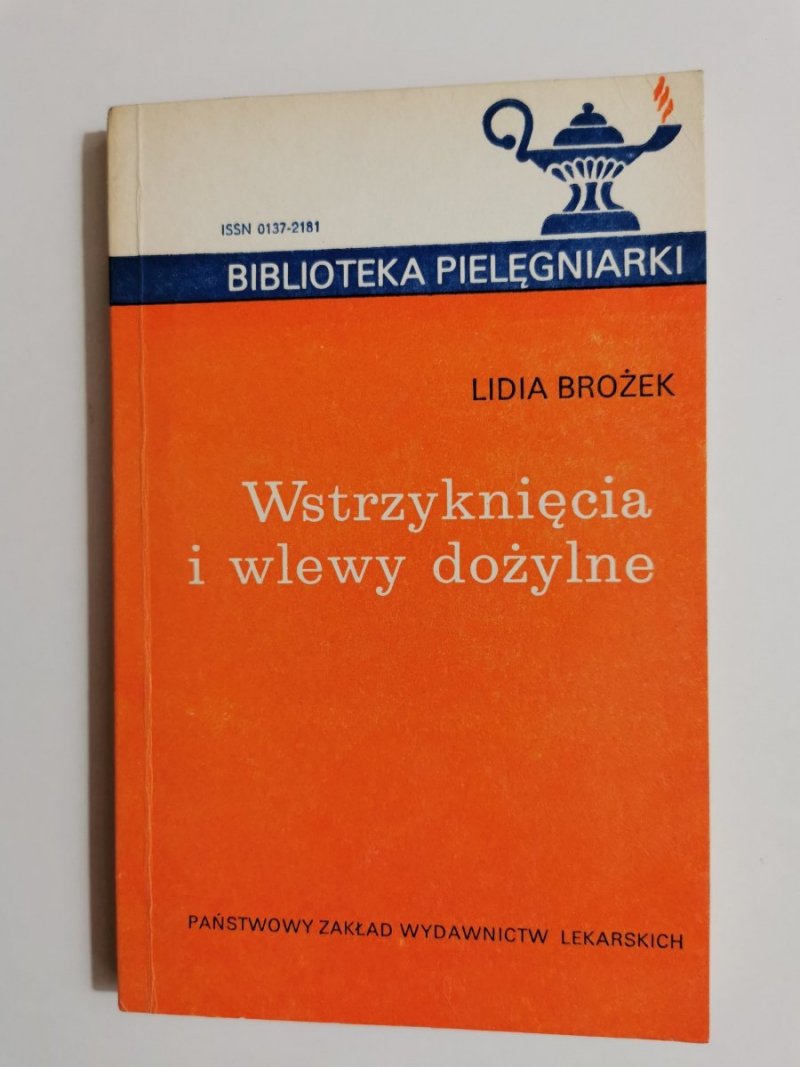 ISSN 0137-2181
BIBLIOTEKA PIELĘGNIARKI
LIDIA BROŻEK
Wstrzyknięcia
i wlewy dożylne
PAŃSTWOWY ZAKŁAD WYDAWNICTW LEKARSKICH